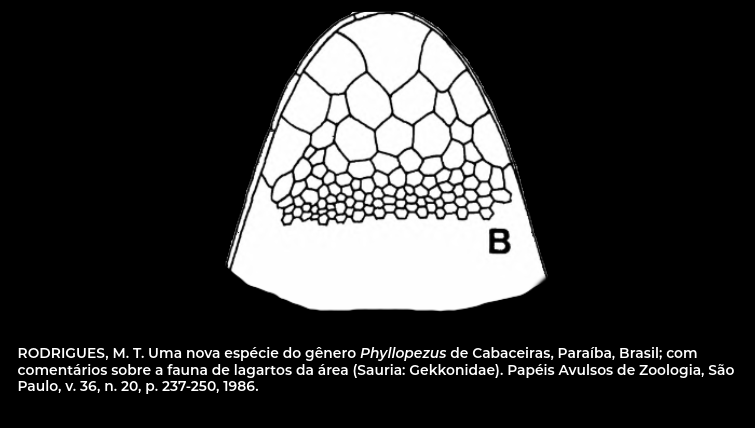 B
RODRIGUES, M. T. Uma nova espécie do gênero Phyllopezus de Cabaceiras, Paraíba, Brasil; com
comentários sobre a fauna de lagartos da área (Sauria: Gekkonidae). Papéis Avulsos de Zoologia, São
Paulo, v. 36, n. 20, p. 237-250, 1986.